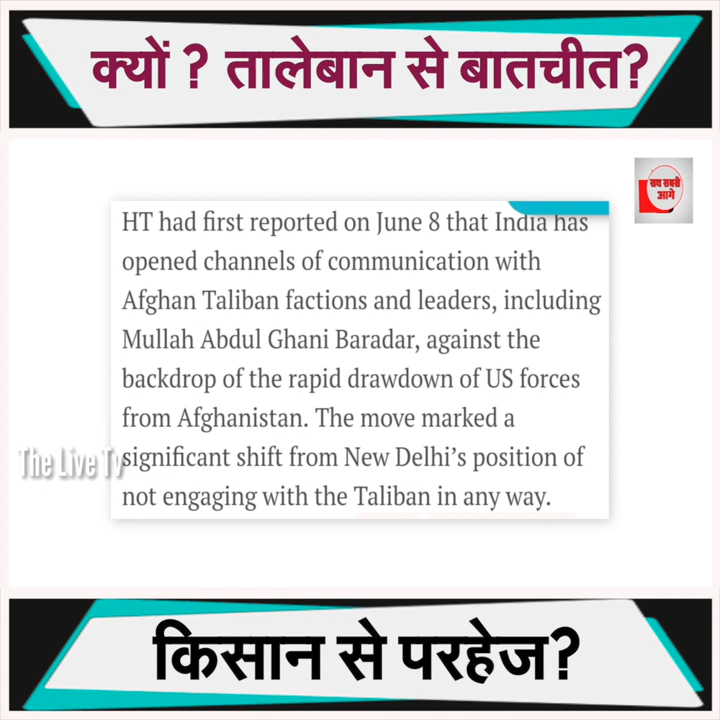 क्यों ? तालेबान से बातचीत?
सच सबसे
आगे
HT had first reported on June 8 that India has
opened channels of communication with
Afghan Taliban factions and leaders, including
Mullah Abdul Ghani Baradar, against the
backdrop of the rapid drawdown of US forces
from Afghanistan. The move marked a
significant shift from New Delhi’s position of
not engaging with the Taliban in any way.
The Live Tv
किसान से परहेज?